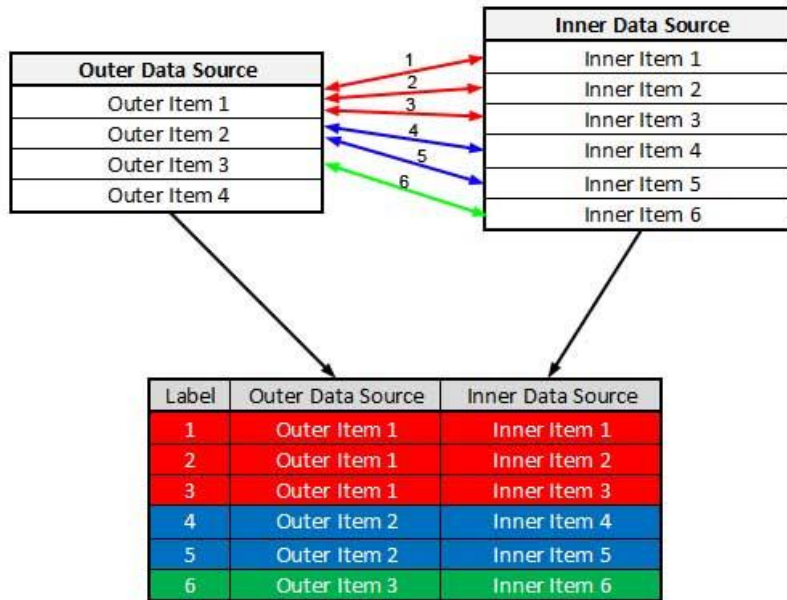 Outer Data Source
Outer Item 1
Outer Item 2
Outer Item 3
Outer Item 4
1
2
3
4
5
6
Inner Data Source
Inner Item 1
Inner Item 2
Inner Item 3
Inner Item 4
Inner Item 5
Inner Item 6
Label Outer Data Source Inner Data Source
1 Outer Item 1 Inner Item 1
2 Outer Item 1 Inner Item 2
3 Outer Item 1 Inner Item 3
4 Outer Item 2 Inner Item 4
5 Outer Item 2 Inner Item 5
6 Outer Item 3 Inner Item 6